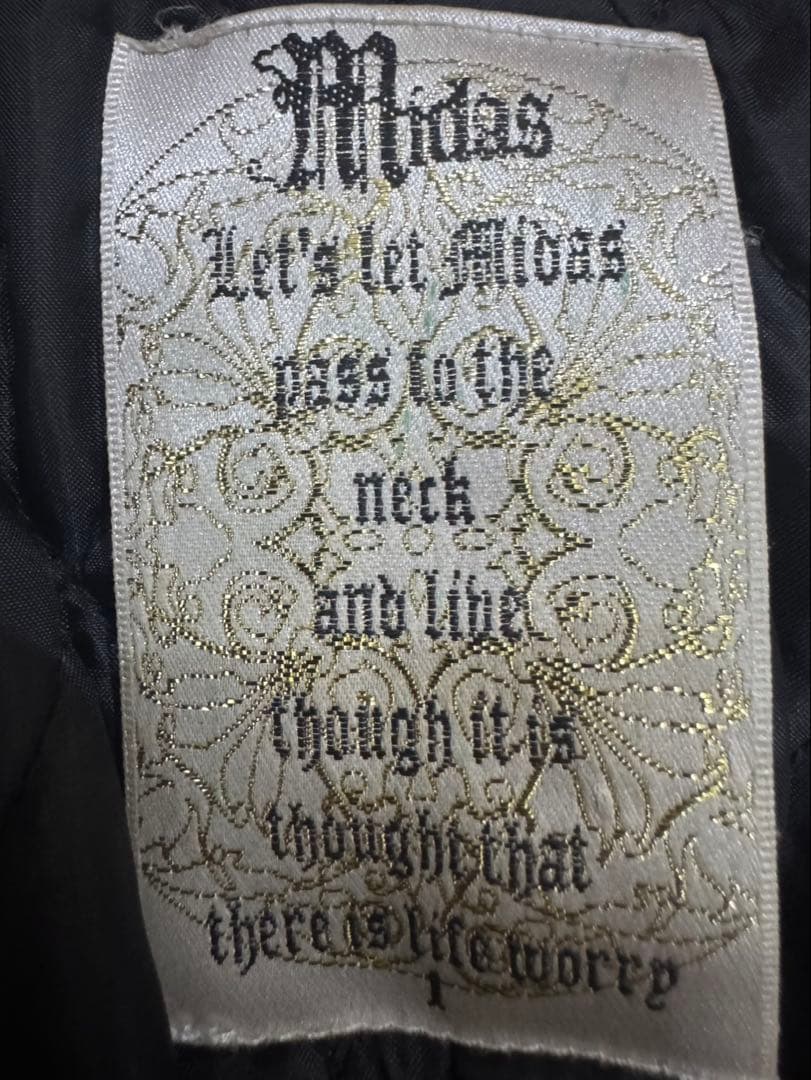 Midas
Let's let Midas
pass to the
neck
and live
though it is
thought that
there is life worry
1